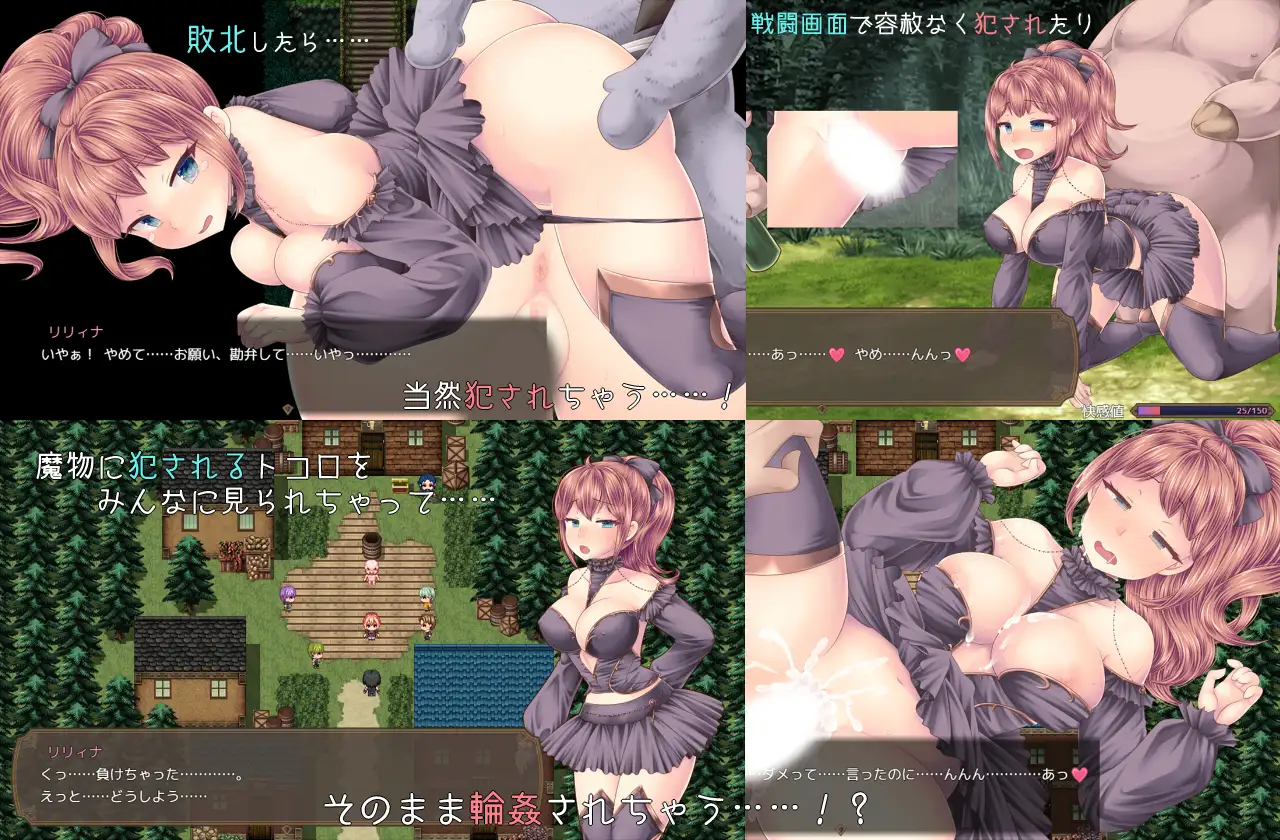 敗北したら……
リリィナ
いやぁ！ やめて……お願い、勘弁して……いやっ…………
当然犯されちゃう……！
戦闘画面で容赦なく犯されたり
……あっ……♥ やめ……んんっ♥
快感値 25/150
魔物に犯されるトコロを
みんなに見られちゃって……
リリィナ
くっ……負けちゃった…………。
えっと……どうしよう……
ダメって……言ったのに……んんん…………あっ♥
そのまま輪姦されちゃう……！？